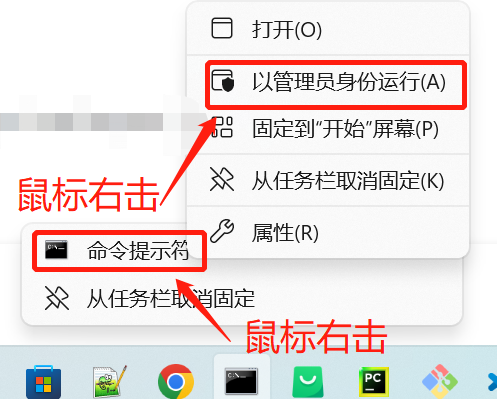 打开(O)
以管理员身份运行(A)
固定到“开始”屏幕(P)
鼠标右击
从任务栏取消固定(K)
属性(R)
命令提示符
从任务栏取消固定
鼠标右击
C:\_
PC